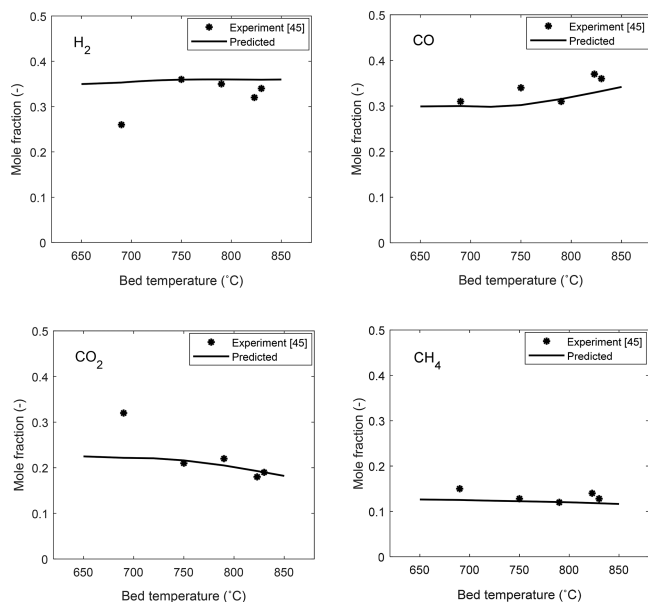 H2
Experiment [45]
Predicted
Mole fraction (-)
0.5
0.4
0.3
0.2
0.1
0
650 700 750 800 850
Bed temperature (˚C)
CO
Experiment [45]
Predicted
Mole fraction (-)
0.5
0.4
0.3
0.2
0.1
0
650 700 750 800 850
Bed temperature (˚C)
CO2
Experiment [45]
Predicted
Mole fraction (-)
0.5
0.4
0.3
0.2
0.1
0
650 700 750 800 850
Bed temperature (˚C)
CH4
Experiment [45]
Predicted
Mole fraction (-)
0.5
0.4
0.3
0.2
0.1
0
650 700 750 800 850
Bed temperature (˚C)